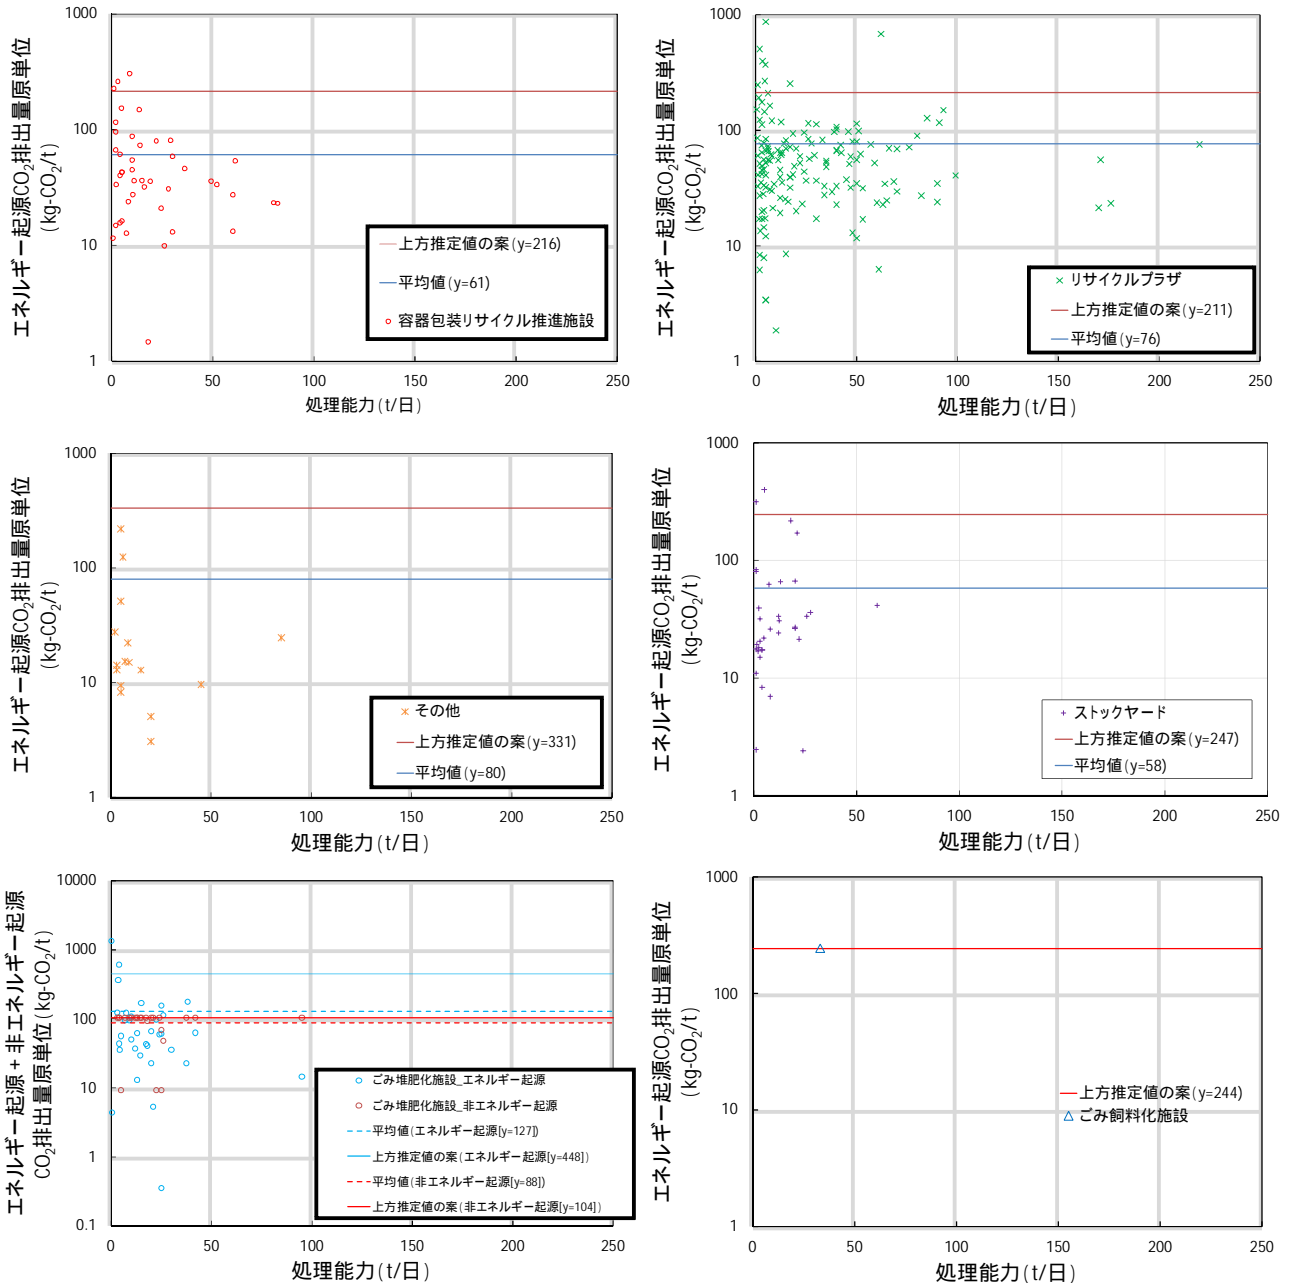 エネルギー起源CO2排出量原単位
(kg-CO2/t)
1000
100
10
1
0
50
100
150
200
250
処理能力(t/日)
上方推定値の案(y=216)
平均値(y=61)
容器包装リサイクル推進施設
エネルギー起源CO2排出量原単位
(kg-CO2/t)
1000
100
10
1
0
50
100
150
200
250
処理能力(t/日)
リサイクルプラザ
上方推定値の案(y=211)
平均値(y=76)
エネルギー起源CO2排出量原単位
(kg-CO2/t)
1000
100
10
1
0
50
100
150
200
250
処理能力(t/日)
その他
上方推定値の案(y=331)
平均値(y=80)
エネルギー起源CO2排出量原単位
(kg-CO2/t)
1000
100
10
1
0
50
100
150
200
250
処理能力(t/日)
ストックヤード
上方推定値の案(y=247)
平均値(y=58)
エネルギー起源+非エネルギー起源
CO2排出量原単位(kg-CO2/t)
10000
1000
100
10
1
0.1
0
50
100
150
200
250
処理能力(t/日)
ごみ堆肥化施設_エネルギー起源
ごみ堆肥化施設_非エネルギー起源
平均値(エネルギー起源[y=127])
上方推定値の案(エネルギー起源[y=448])
平均値(非エネルギー起源[y=88])
上方推定値の案(非エネルギー起源[y=104])
エネルギー起源CO2排出量原単位
(kg-CO2/t)
1000
100
10
1
0
50
100
150
200
250
処理能力(t/日)
上方推定値の案(y=244)
ごみ飼料化施設